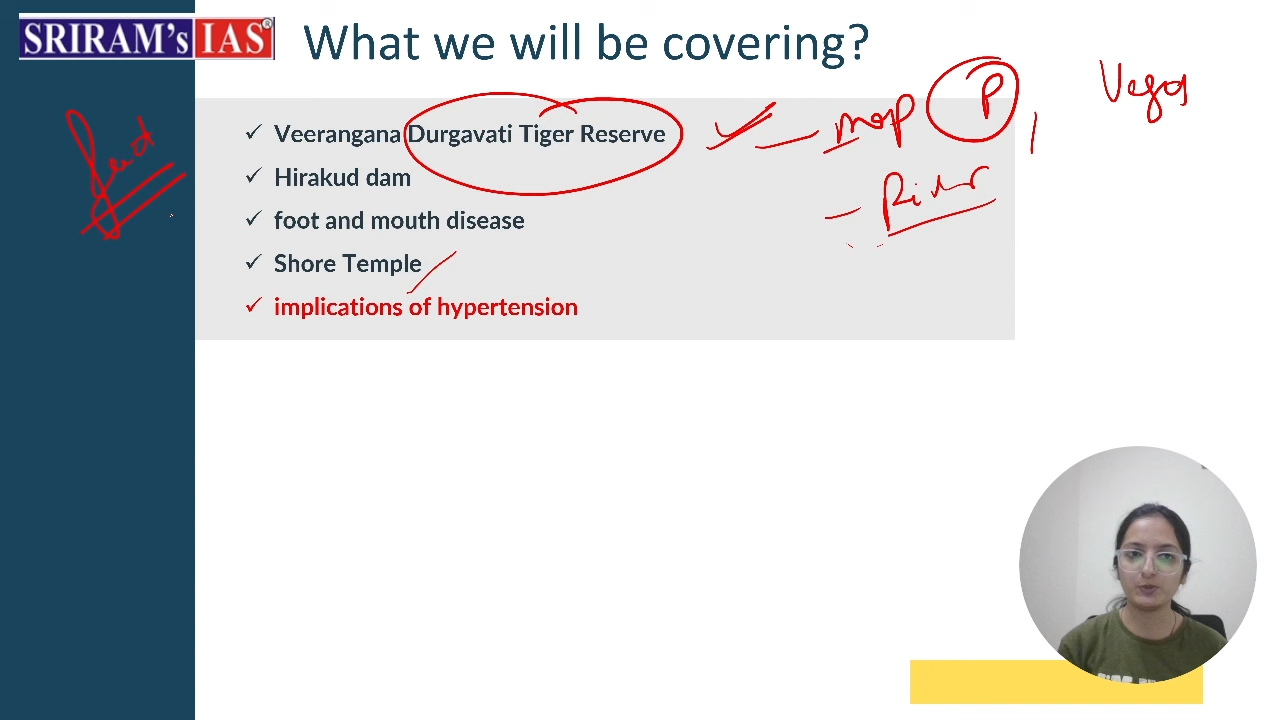 SRIRAM's IAS®
What we will be covering?
✓ Veerangana Durgavati Tiger Reserve
✓ Hirakud dam
✓ foot and mouth disease
✓ Shore Temple
✓ implications of hypertension
map P,
River